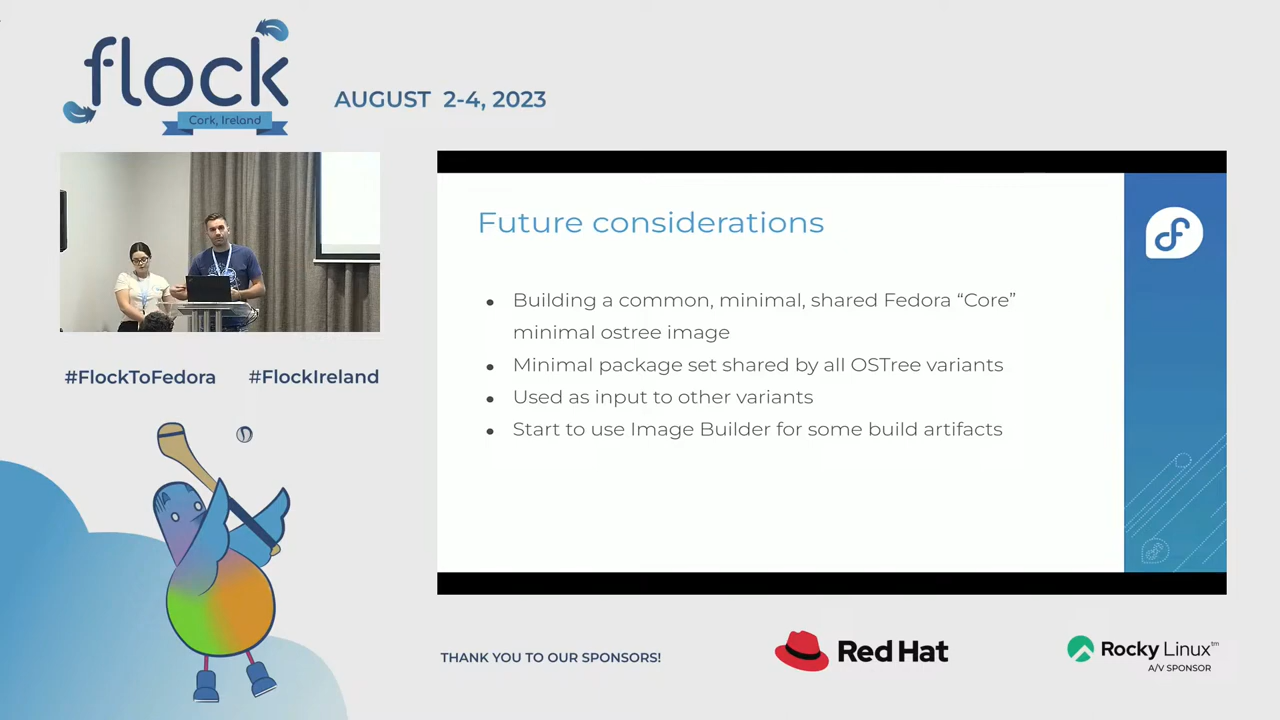 flock
Cork, Ireland
AUGUST 2-4, 2023
Future considerations
Building a common, minimal, shared Fedora “Core”
minimal ostree image
Minimal package set shared by all OSTree variants
Used as input to other variants
Start to use Image Builder for some build artifacts
#FlockToFedora #FlockIreland
THANK YOU TO OUR SPONSORS!
Red Hat
Rocky Linux™
A/V SPONSOR